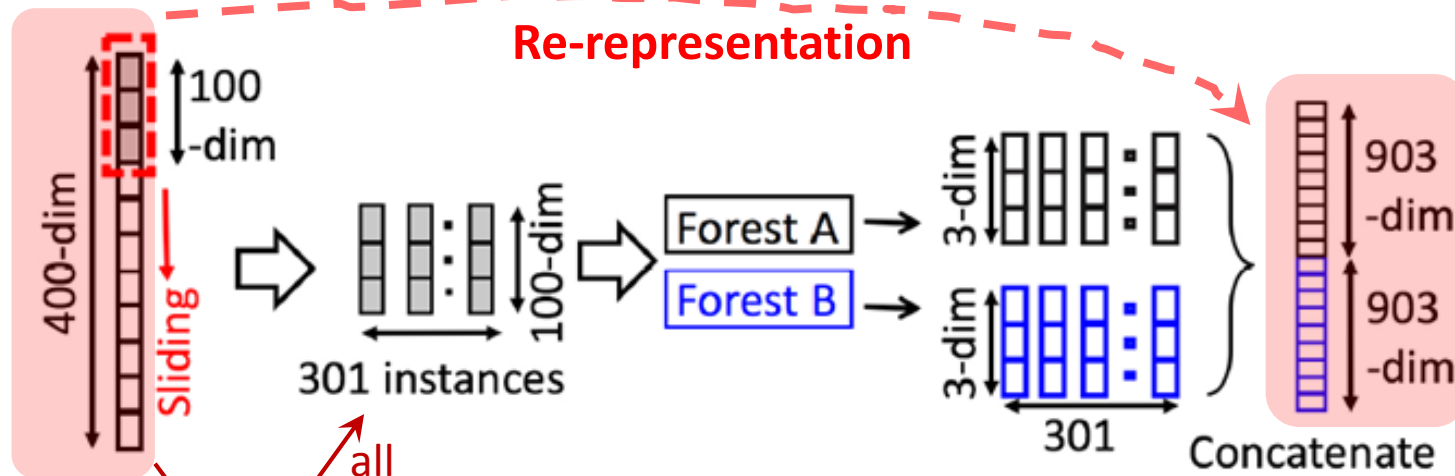 Re-representation
100
-dim
400-dim
Sliding
100-dim
301 instances
all
Forest A
Forest B
3-dim
3-dim
301
903
-dim
903
-dim
Concatenate